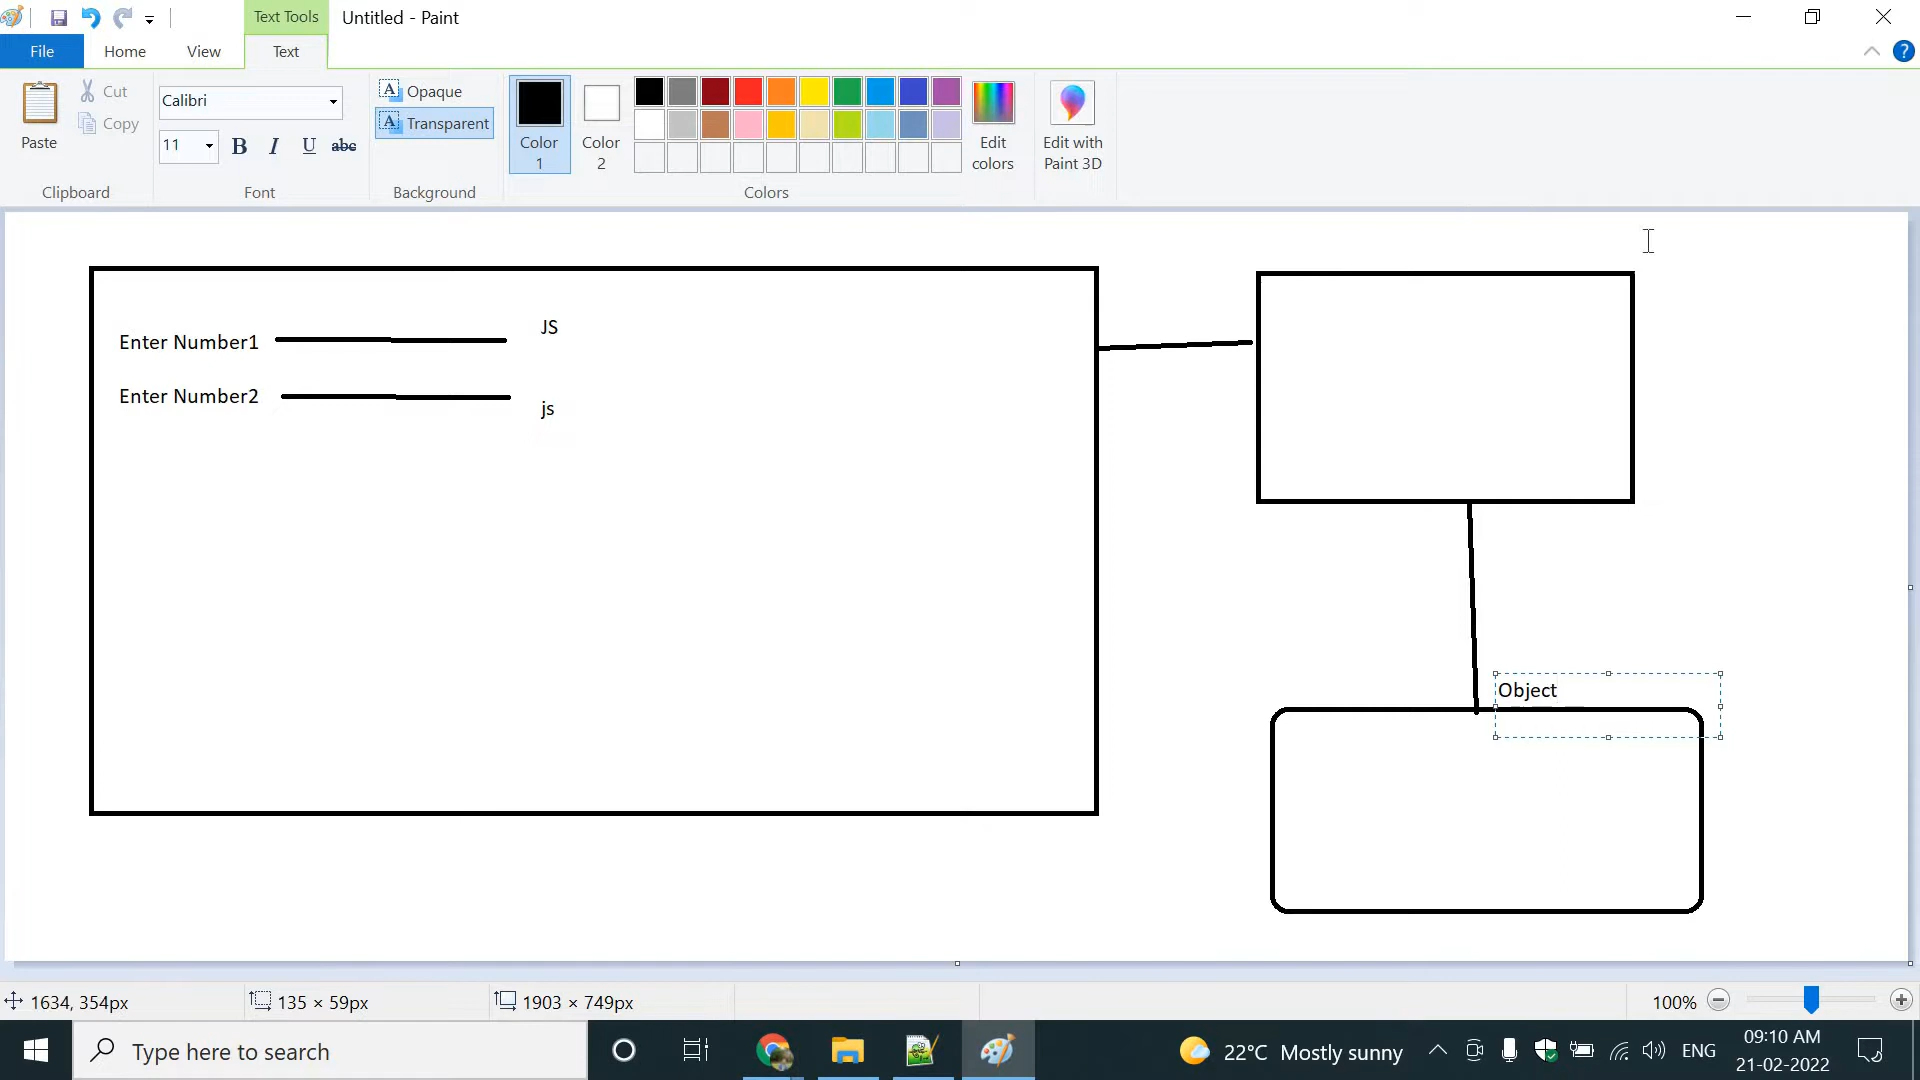 Text Tools
Untitled - Paint
File
Home
View
Text
Paste
Cut
Copy
Clipboard
Calibri
11
B
I
U
abc
Font
A Opaque
A Transparent
Background
Color
1
Color
2
Colors
Edit
colors
Edit with
Paint 3D
?
Enter Number1
JS
Enter Number2
js
Object
1634, 354px
135 × 59px
1903 × 749px
100%
Type here to search
22°C Mostly sunny
ENG
09:10 AM
21-02-2022